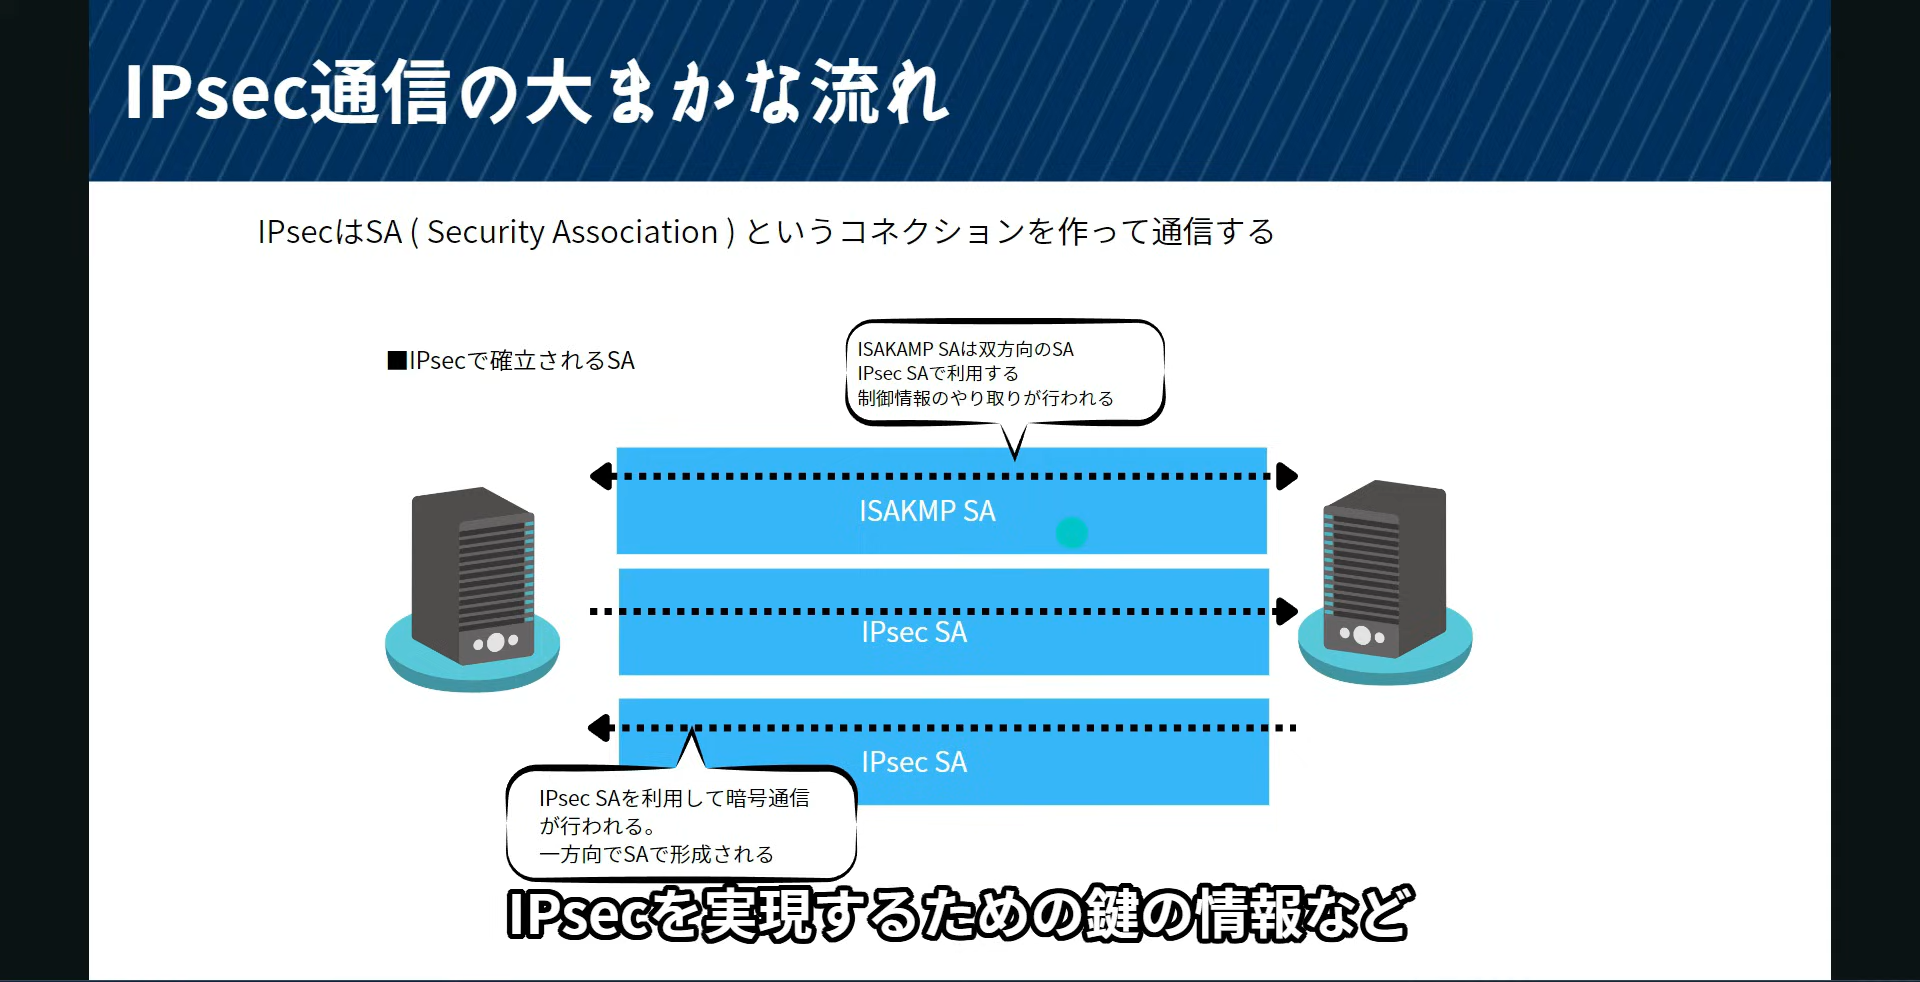 IPsec通信の大まかな流れ
IPsecはSA ( Security Association ) というコネクションを作って通信する
■IPsecで確立されるSA
ISAKAMP SAは双方向のSA
IPsec SAで利用する
制御情報のやり取りが行われる
ISAKMP SA
IPsec SA
IPsec SA
IPsec SAを利用して暗号通信
が行われる。
一方向でSAで形成される
IPsecを実現するための鍵の情報など